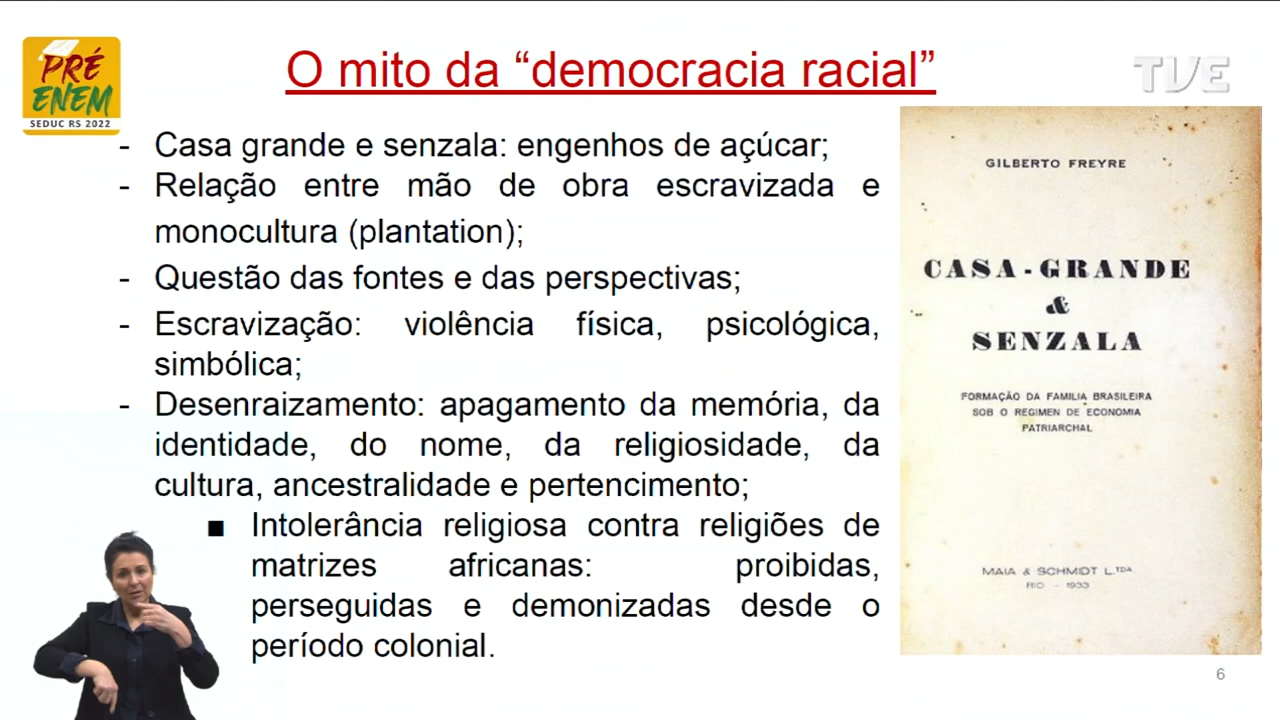 PRÉ
ENEM
SEDUC RS 2022
O mito da “democracia racial”
TVE
- Casa grande e senzala: engenhos de açúcar;
- Relação entre mão de obra escravizada e
monocultura (plantation);
- Questão das fontes e das perspectivas;
- Escravização: violência física, psicológica,
simbólica;
- Desenraizamento: apagamento da memória, da
identidade, do nome, da religiosidade, da
cultura, ancestralidade e pertencimento;
■ Intolerância religiosa contra religiões de
matrizes africanas: proibidas,
perseguidas e demonizadas desde o
período colonial.
GILBERTO FREYRE
CASA-GRANDE
&
SENZALA
FORMAÇÃO DA FAMILIA BRASILEIRA
SOB O REGIMEN DE ECONOMIA
PATRIARCHAL
MAIA & SCHMIDT L.TDA
RIO - 1933
6